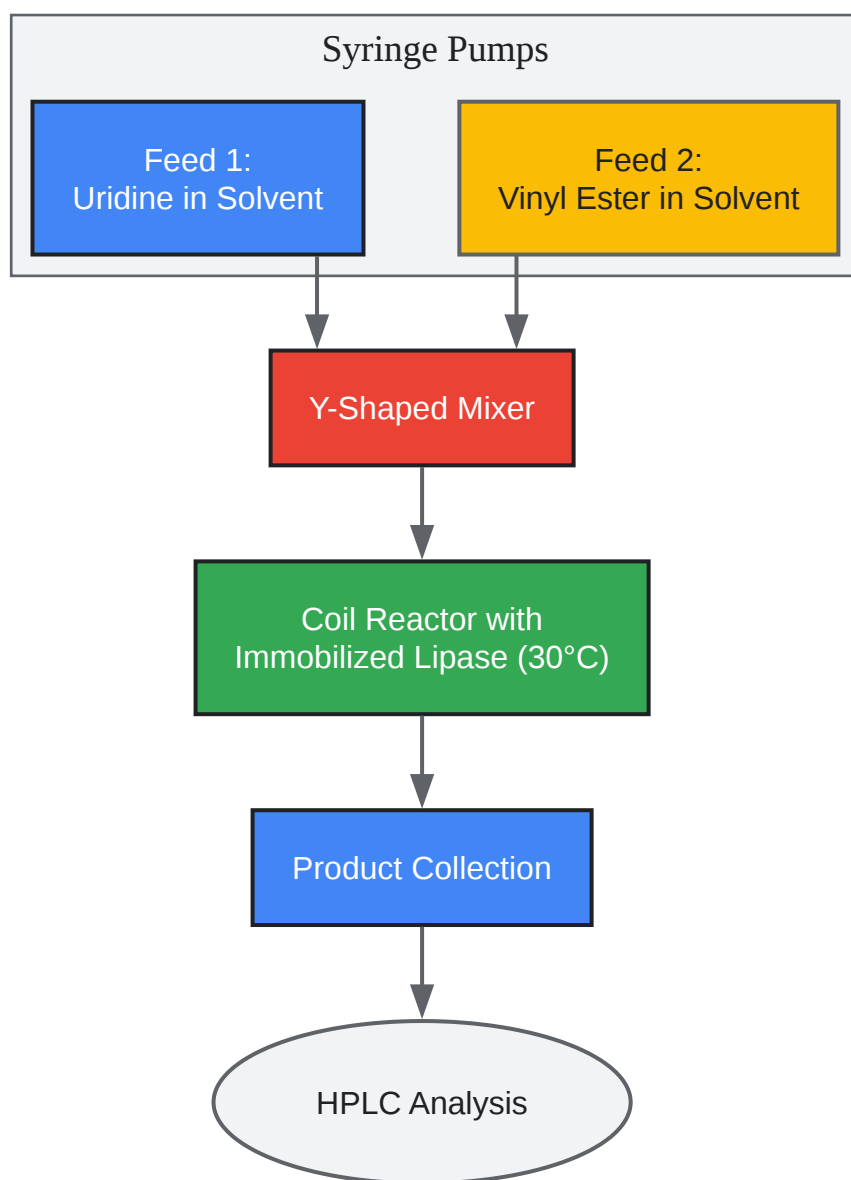 Syringe Pumps
Feed 1:
Uridine in Solvent
Feed 2:
Vinyl Ester in Solvent
Y-Shaped Mixer
Coil Reactor with
Immobilized Lipase (30°C)
Product Collection
HPLC Analysis